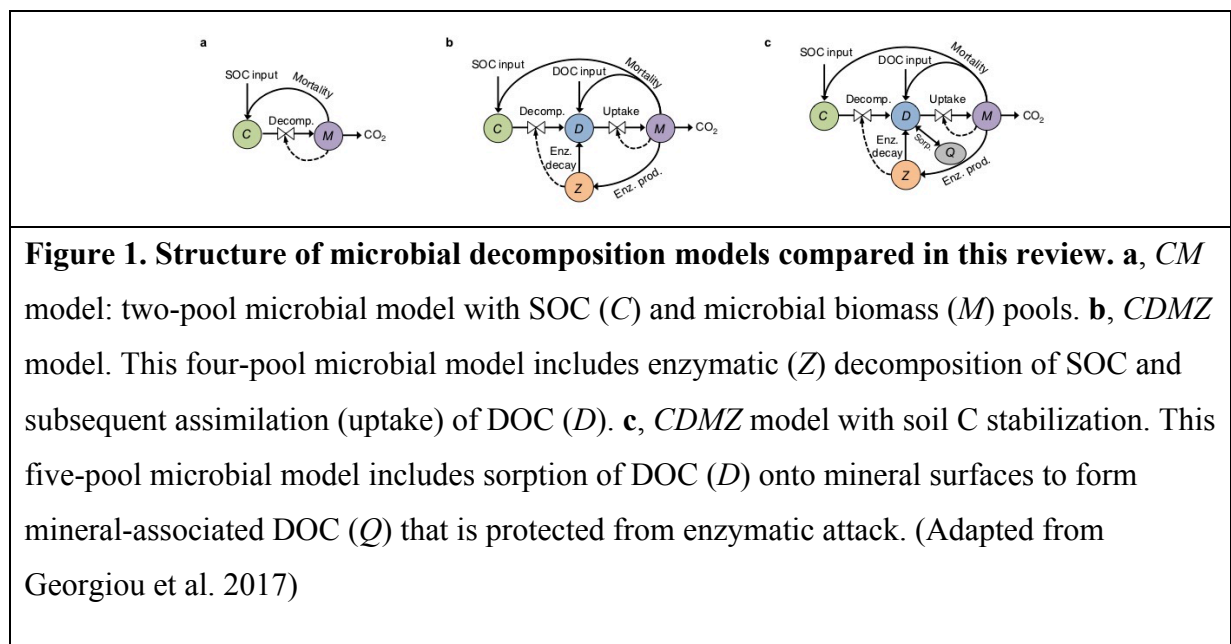 a
SOC input
Mortality
Decomp.
C
M
CO2
b
SOC input
DOC input
Mortality
Decomp.
Uptake
C
D
M
CO2
Enz.
decay
Z
Enz. prod.
c
SOC input
DOC input
Mortality
Decomp.
Uptake
C
D
M
CO2
Sorp.
Q
Enz.
decay
Z
Enz. prod.
Figure 1. Structure of microbial decomposition models compared in this review. a, CM
model: two-pool microbial model with SOC (C) and microbial biomass (M) pools. b, CDMZ
model. This four-pool microbial model includes enzymatic (Z) decomposition of SOC and
subsequent assimilation (uptake) of DOC (D). c, CDMZ model with soil C stabilization. This
five-pool microbial model includes sorption of DOC (D) onto mineral surfaces to form
mineral-associated DOC (Q) that is protected from enzymatic attack. (Adapted from
Georgiou et al. 2017)